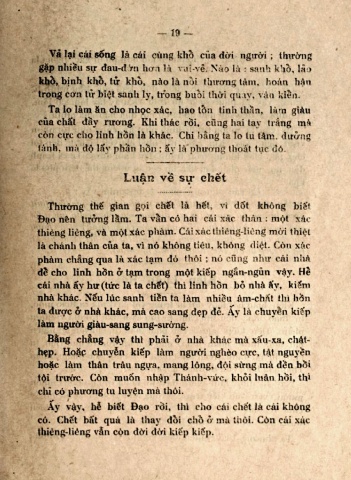 — 19 —
Vả lại cái sống là cái cùng khổ của đời người ; thường
gặp nhiều sự đau-đớn hơn là vui-vẻ. Nào là : sanh khổ, lão
khổ, bịnh khổ, tử khổ, nào là nỗi thương tâm, hoán hận
trong cơn tử biệt sanh ly, trong buổi thời quay, vận kiển.
Ta lo làm ăn cho nhọc xác, hao tổn tinh thần, làm giàu
của chất đầy rương. Khi thác rồi, cũng hai tay trắng mà
còn cực cho linh hồn là khác. Chi bằng ta lo tu tâm, dưỡng
tánh, mà độ lấy phần hồn ; ấy là phương thoát tục đó.
Luận về sự chết
Thường thế gian gọi chết là hết, vì dốt không biết
Đạo nên tưởng lầm. Ta vẫn có hai cái xác thân : một xác
thiêng liêng, và một xác phàm. Cái xác thiêng-liêng mới thiệt
là chánh thân của ta, vì nó không tiêu, không diệt. Còn xác
phàm chẳng qua là xác tạm đó thôi ; nó cũng như cái nhà
để cho linh hồn ở tạm trong một kiếp ngắn-ngủn vậy. Hễ
cái nhà ấy hư (tức là ta chết) thì linh hồn bỏ nhà ấy, kiếm
nhà khác. Nếu lúc sanh tiền ta làm nhiều âm-chất thì hồn
ta được ở nhà khác, mà cao sang đẹp đẽ. Ấy là chuyển kiếp
làm người giàu-sang sung-sướng.
Bằng chẳng vậy thì phải ở nhà khác mà xấu-xa, chật-
hẹp. Hoặc chuyển kiếp làm người nghèo cực, tật nguyền
hoặc làm thân trâu ngựa, mang lông, đội sừng mà đền bồi
tội trước. Còn muốn nhập Thánh-vức, khỏi luân hồi, thì
chỉ có phương tu luyện mà thôi.
Ấy vậy, hễ biết Đạo rồi, thì cho cái chết là cái không
có. Chết bất quá là thay đổi chỗ ở mà thôi. Còn cái xác
thiêng-liêng vẫn còn đời đời kiếp kiếp.